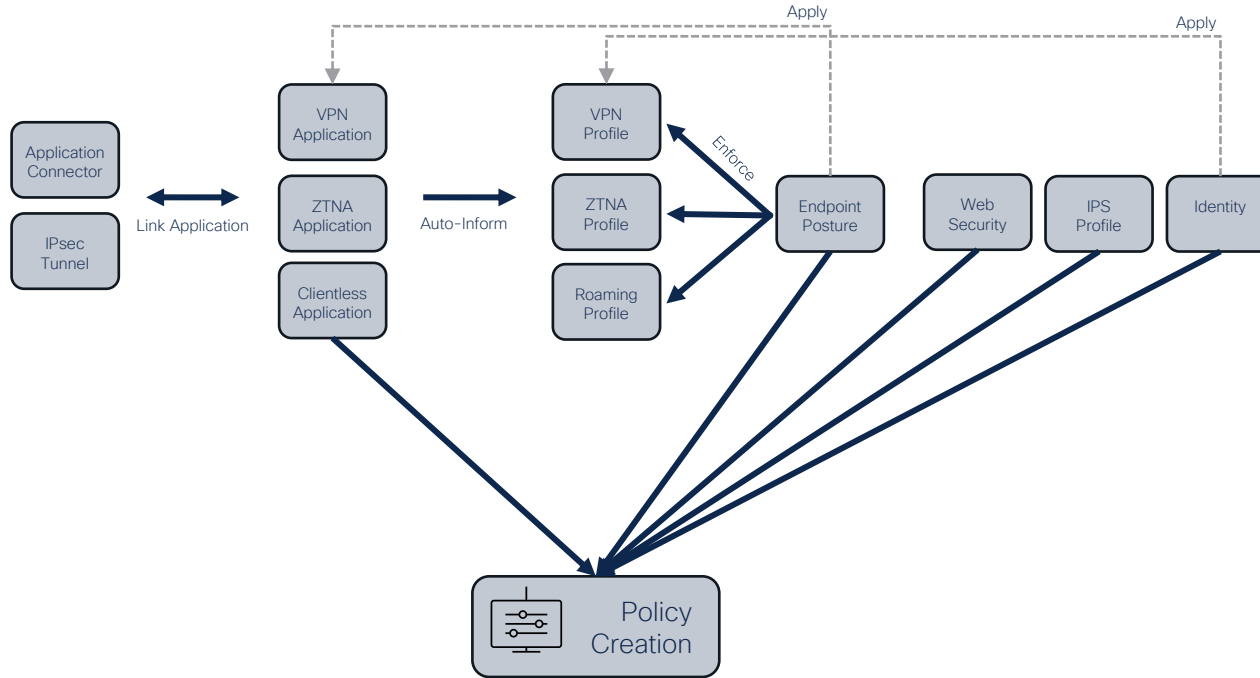 Apply
Apply
VPN
Application
VPN
Profile
Application
Connector
Enforce
ZTNA
Application
ZTNA
Profile
Endpoint
Posture
Web
Security
IPS
Profile
Identity
Link Application
Auto-Inform
IPsec
Tunnel
Clientless
Application
Roaming
Profile
Policy
Creation